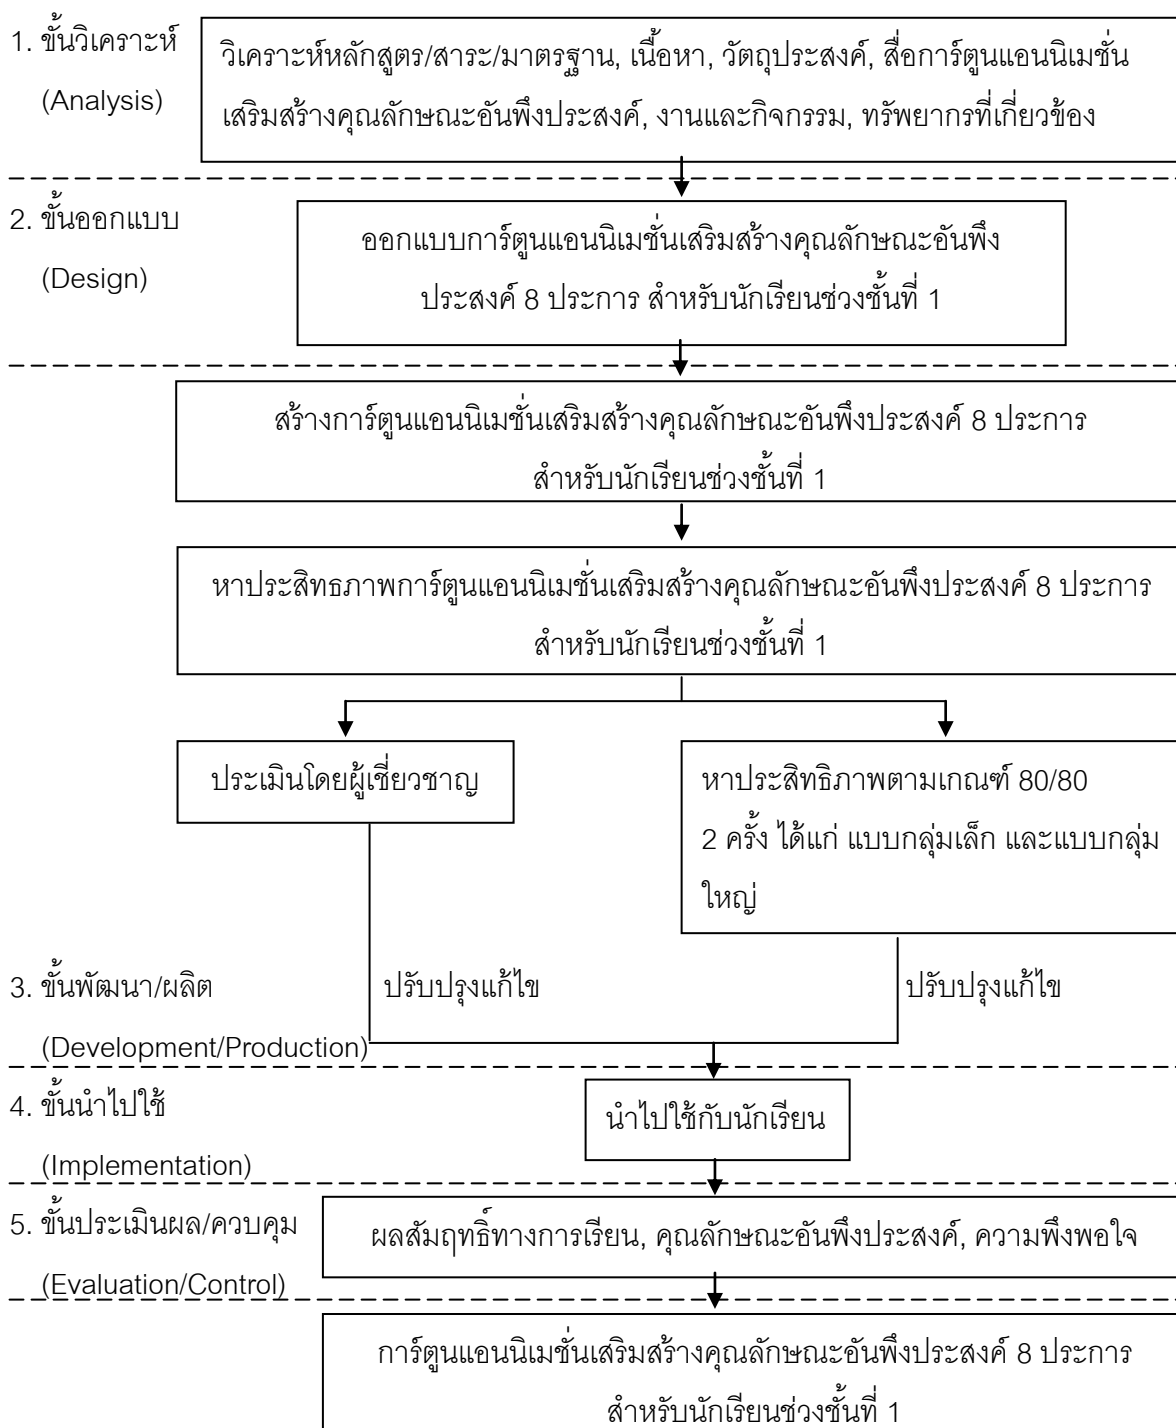 1. ขั้นวิเคราะห์
(Analysis)
วิเคราะห์หลักสูตร/สาระ/มาตรฐาน, เนื้อหา, วัตถุประสงค์, สื่อการ์ตูนแอนนิเมชั่น
เสริมสร้างคุณลักษณะอันพึงประสงค์, งานและกิจกรรม, ทรัพยากรที่เกี่ยวข้อง
2. ขั้นออกแบบ
(Design)
ออกแบบการ์ตูนแอนนิเมชั่นเสริมสร้างคุณลักษณะอันพึง
ประสงค์ 8 ประการ สำหรับนักเรียนช่วงชั้นที่ 1
สร้างการ์ตูนแอนนิเมชั่นเสริมสร้างคุณลักษณะอันพึงประสงค์ 8 ประการ
สำหรับนักเรียนช่วงชั้นที่ 1
หาประสิทธภาพการ์ตูนแอนนิเมชั่นเสริมสร้างคุณลักษณะอันพึงประสงค์ 8 ประการ
สำหรับนักเรียนช่วงชั้นที่ 1
ประเมินโดยผู้เชี่ยวชาญ
หาประสิทธิภาพตามเกณฑ์ 80/80
2 ครั้ง ได้แก่ แบบกลุ่มเล็ก และแบบกลุ่ม
ใหญ่
3. ขั้นพัฒนา/ผลิต
(Development/Production)
ปรับปรุงแก้ไข
ปรับปรุงแก้ไข
4. ขั้นนำไปใช้
(Implementation)
นำไปใช้กับนักเรียน
5. ขั้นประเมินผล/ควบคุม
(Evaluation/Control)
ผลสัมฤทธิ์ทางการเรียน, คุณลักษณะอันพึงประสงค์, ความพึงพอใจ
การ์ตูนแอนนิเมชั่นเสริมสร้างคุณลักษณะอันพึงประสงค์ 8 ประการ
สำหรับนักเรียนช่วงชั้นที่ 1